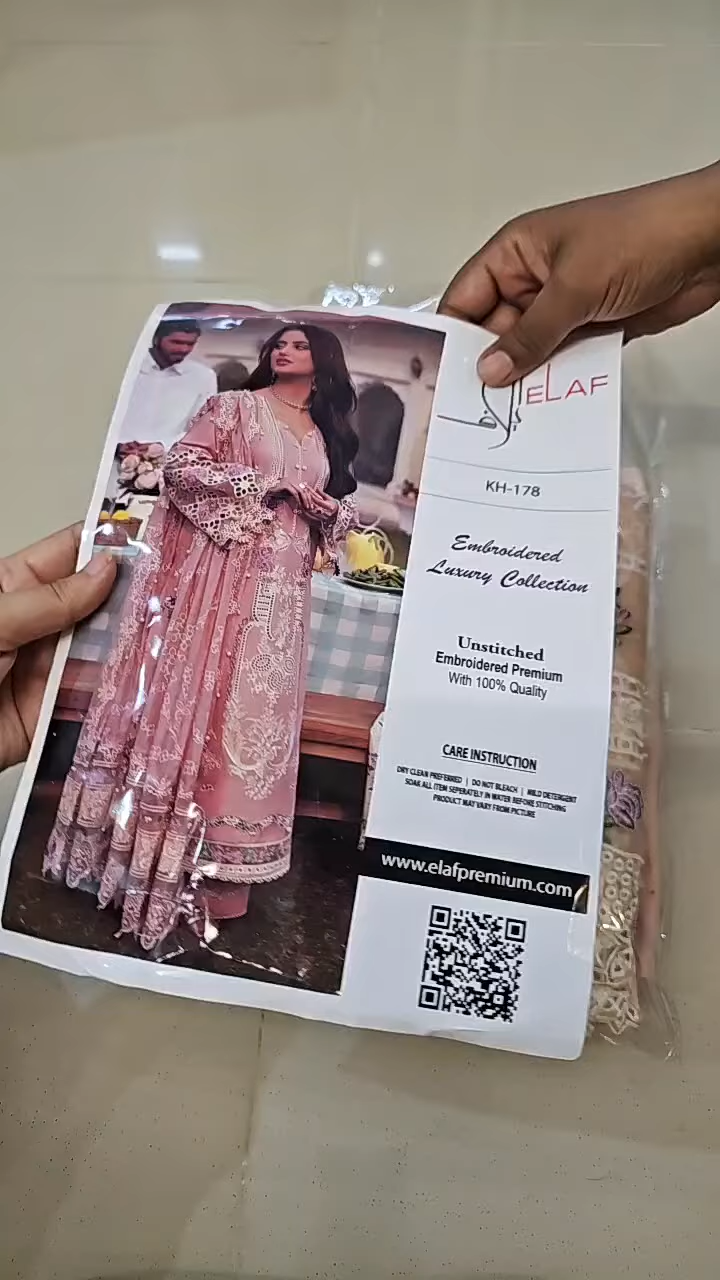 ELAF
KH-178
Embroidered
Luxury Collection
Unstitched
Embroidered Premium
With 100% Quality
CARE INSTRUCTION
DRY CLEAN PREFERRED | DO NOT BLEACH | MILD DETERGENT
SOAK ALL ITEM SEPERATELY IN WATER BEFORE STITCHING
PRODUCT MAY VARY FROM PICTURE
www.elafpremium.com